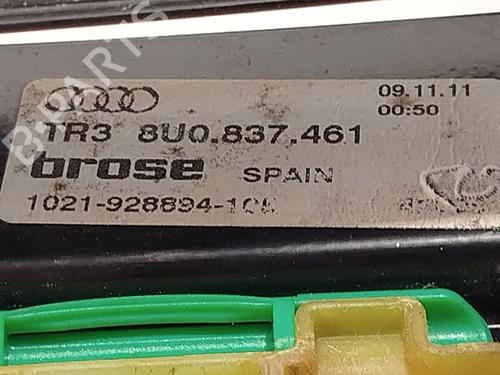 09.11.11
TR3 8U0.837.461
00:50
brose SPAIN
B-PARTS